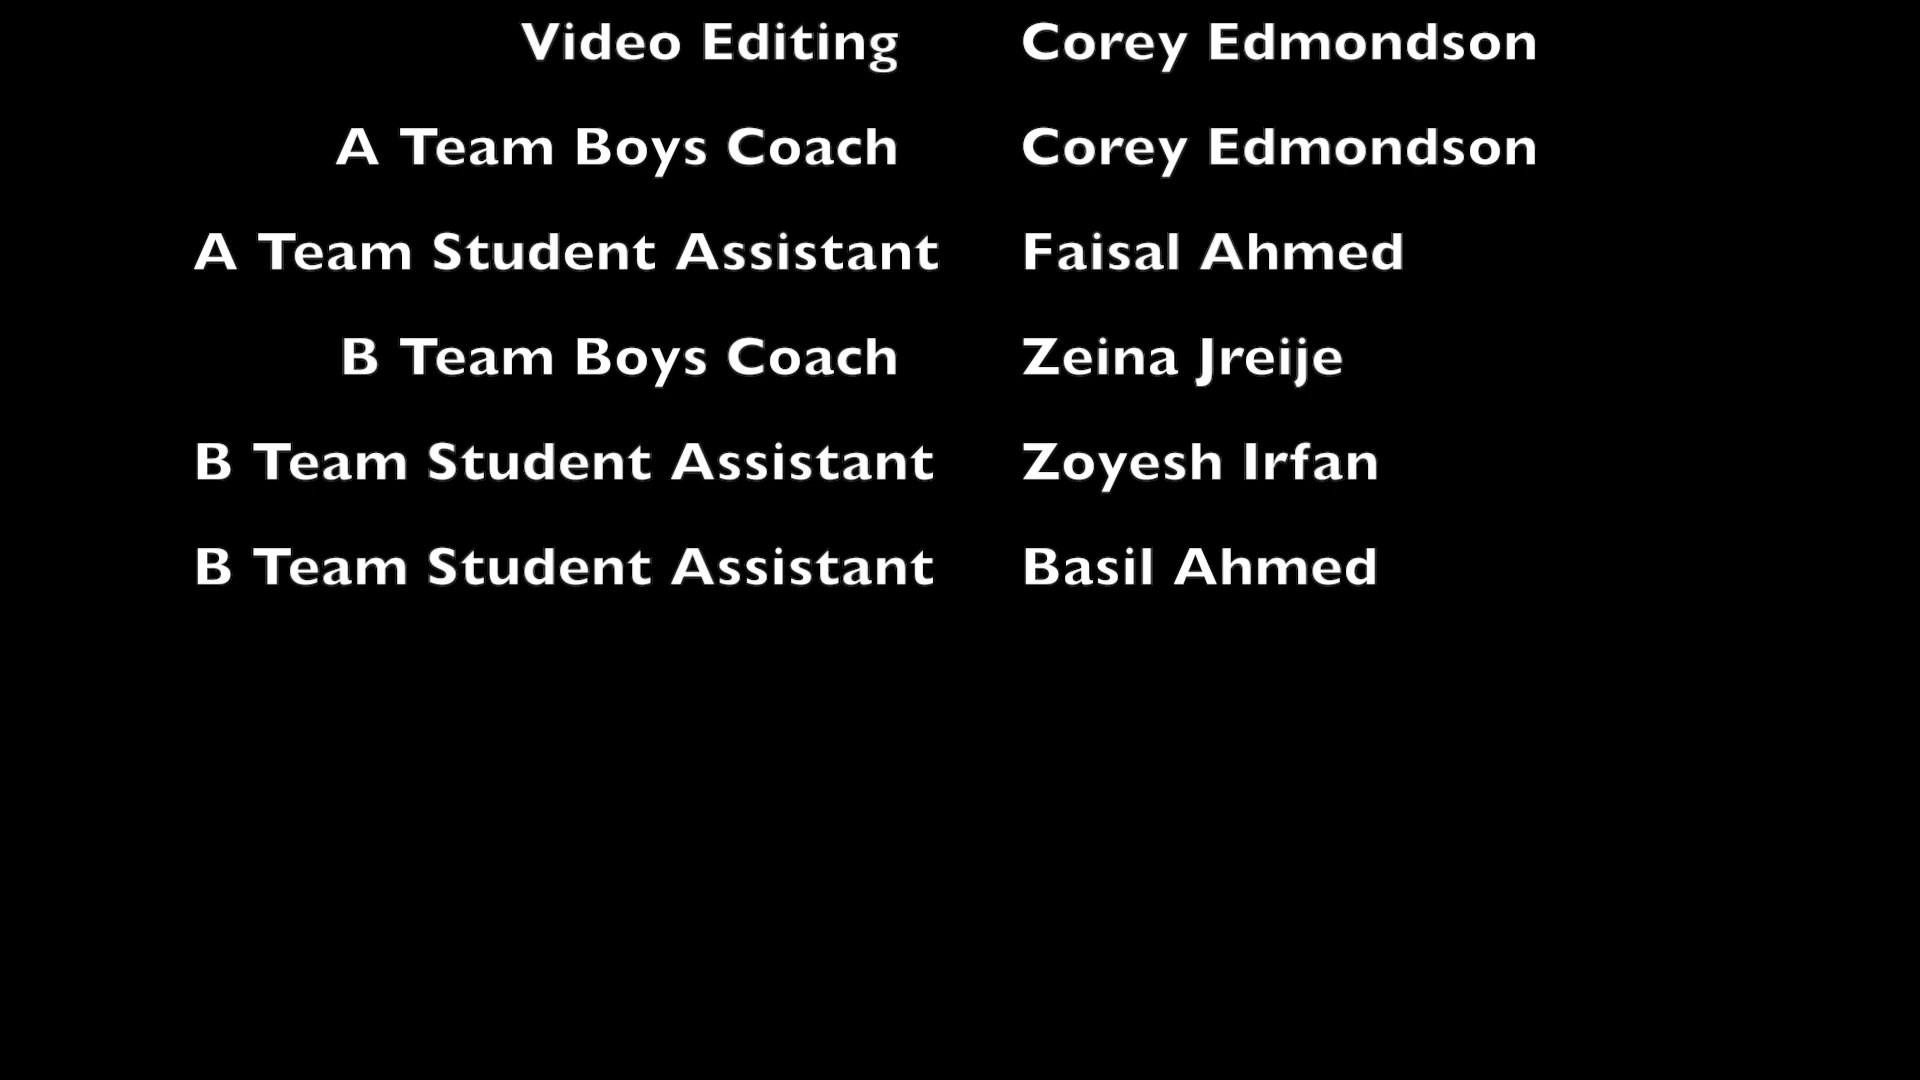 Video Editing Corey Edmondson
A Team Boys Coach Corey Edmondson
A Team Student Assistant Faisal Ahmed
B Team Boys Coach Zeina Jreije
B Team Student Assistant Zoyesh Irfan
B Team Student Assistant Basil Ahmed